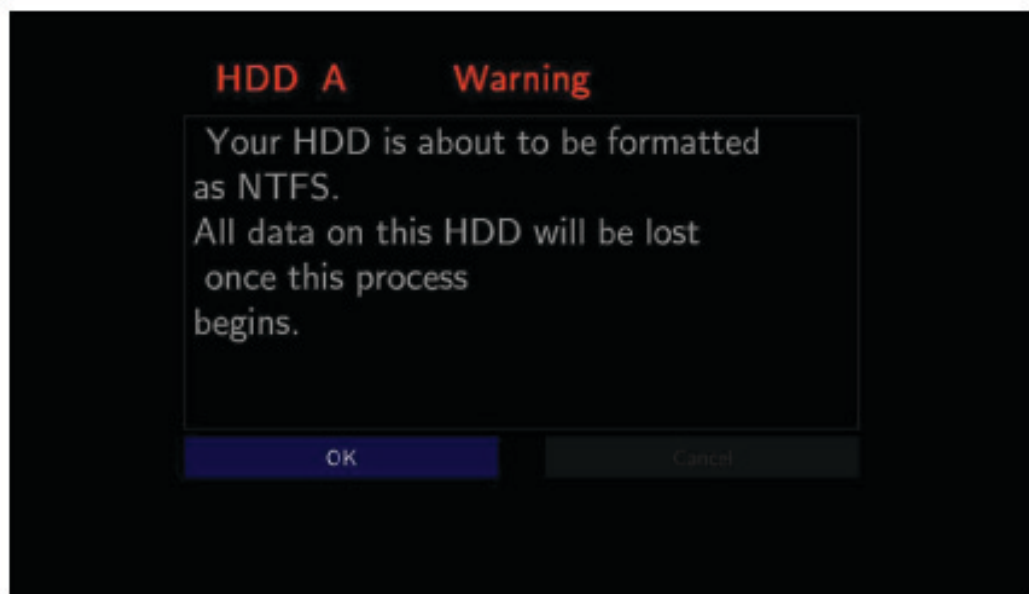 HDD A Warning
Your HDD is about to be formatted
as NTFS.
All data on this HDD will be lost
once this process
begins.
OK Cancel